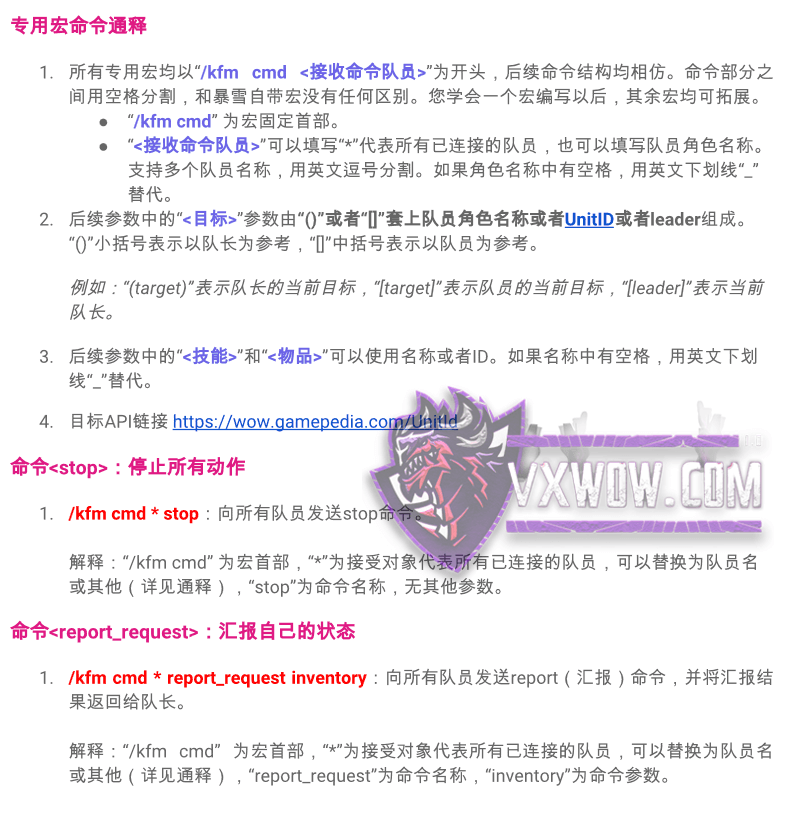 专用宏命令通释
1. 所有专用宏均以“/kfm cmd <接收命令队员>”为开头，后续命令结构均相仿。命令部分之
间用空格分割，和暴雪自带宏没有任何区别。您学会一个宏编写以后，其余宏均可拓展。
● “/kfm cmd” 为宏固定首部。
● “<接收命令队员>”可以填写“*”代表所有已连接的队员，也可以填写队员角色名称。
支持多个队员名称，用英文逗号分割。如果角色名称中有空格，用英文下划线“_”
替代。
2. 后续参数中的“<目标>”参数由“()”或者“[]”套上队员角色名称或者UnitID或者leader组成。
“()”小括号表示以队长为参考，“[]”中括号表示以队员为参考。
例如：“(target)”表示队长的当前目标，“[target]”表示队员的当前目标，“[leader]”表示当前
队长。
3. 后续参数中的“<技能>”和“<物品>”可以使用名称或者ID。如果名称中有空格，用英文下划
线“_”替代。
4. 目标API链接 https://wow.gamepedia.com/UnitId
VXWOW.COM
命令<stop>：停止所有动作
1. /kfm cmd * stop：向所有队员发送stop命令。
解释：“/kfm cmd” 为宏首部，“*”为接受对象代表所有已连接的队员，可以替换为队员名
或其他（详见通释），“stop”为命令名称，无其他参数。
命令<report_request>：汇报自己的状态
1. /kfm cmd * report_request inventory：向所有队员发送report（汇报）命令，并将汇报结
果返回给队长。
解释：“/kfm cmd” 为宏首部，“*”为接受对象代表所有已连接的队员，可以替换为队员名
或其他（详见通释），“report_request”为命令名称，“inventory”为命令参数。